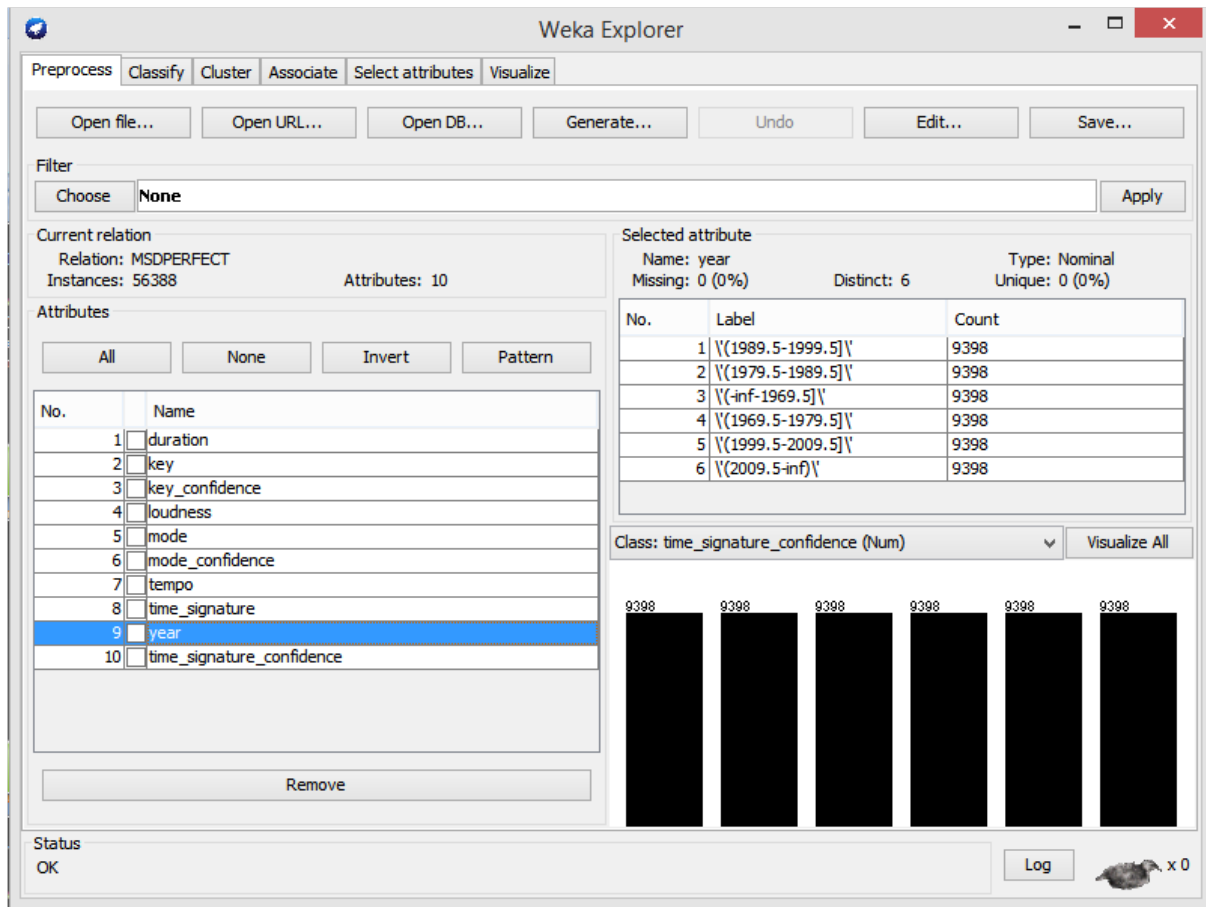 Weka Explorer
Preprocess Classify Cluster Associate Select attributes Visualize
Open file... Open URL... Open DB... Generate... Undo Edit... Save...
Filter
Choose None Apply
Current relation
Relation: MSDPERFECT
Instances: 56388 Attributes: 10
Attributes
All None Invert Pattern
No. Name
1 duration
2 key
3 key_confidence
4 loudness
5 mode
6 mode_confidence
7 tempo
8 time_signature
9 year
10 time_signature_confidence
Remove
Selected attribute
Name: year Type: Nominal
Missing: 0 (0%) Distinct: 6 Unique: 0 (0%)
No. Label Count
1 \'(1989.5-1999.5]\' 9398
2 \'(1979.5-1989.5]\' 9398
3 \'(-inf-1969.5]\' 9398
4 \'(1969.5-1979.5]\' 9398
5 \'(1999.5-2009.5]\' 9398
6 \'(2009.5-inf)\' 9398
Class: time_signature_confidence (Num) Visualize All
9398 9398 9398 9398 9398 9398
Status
OK
Log x 0